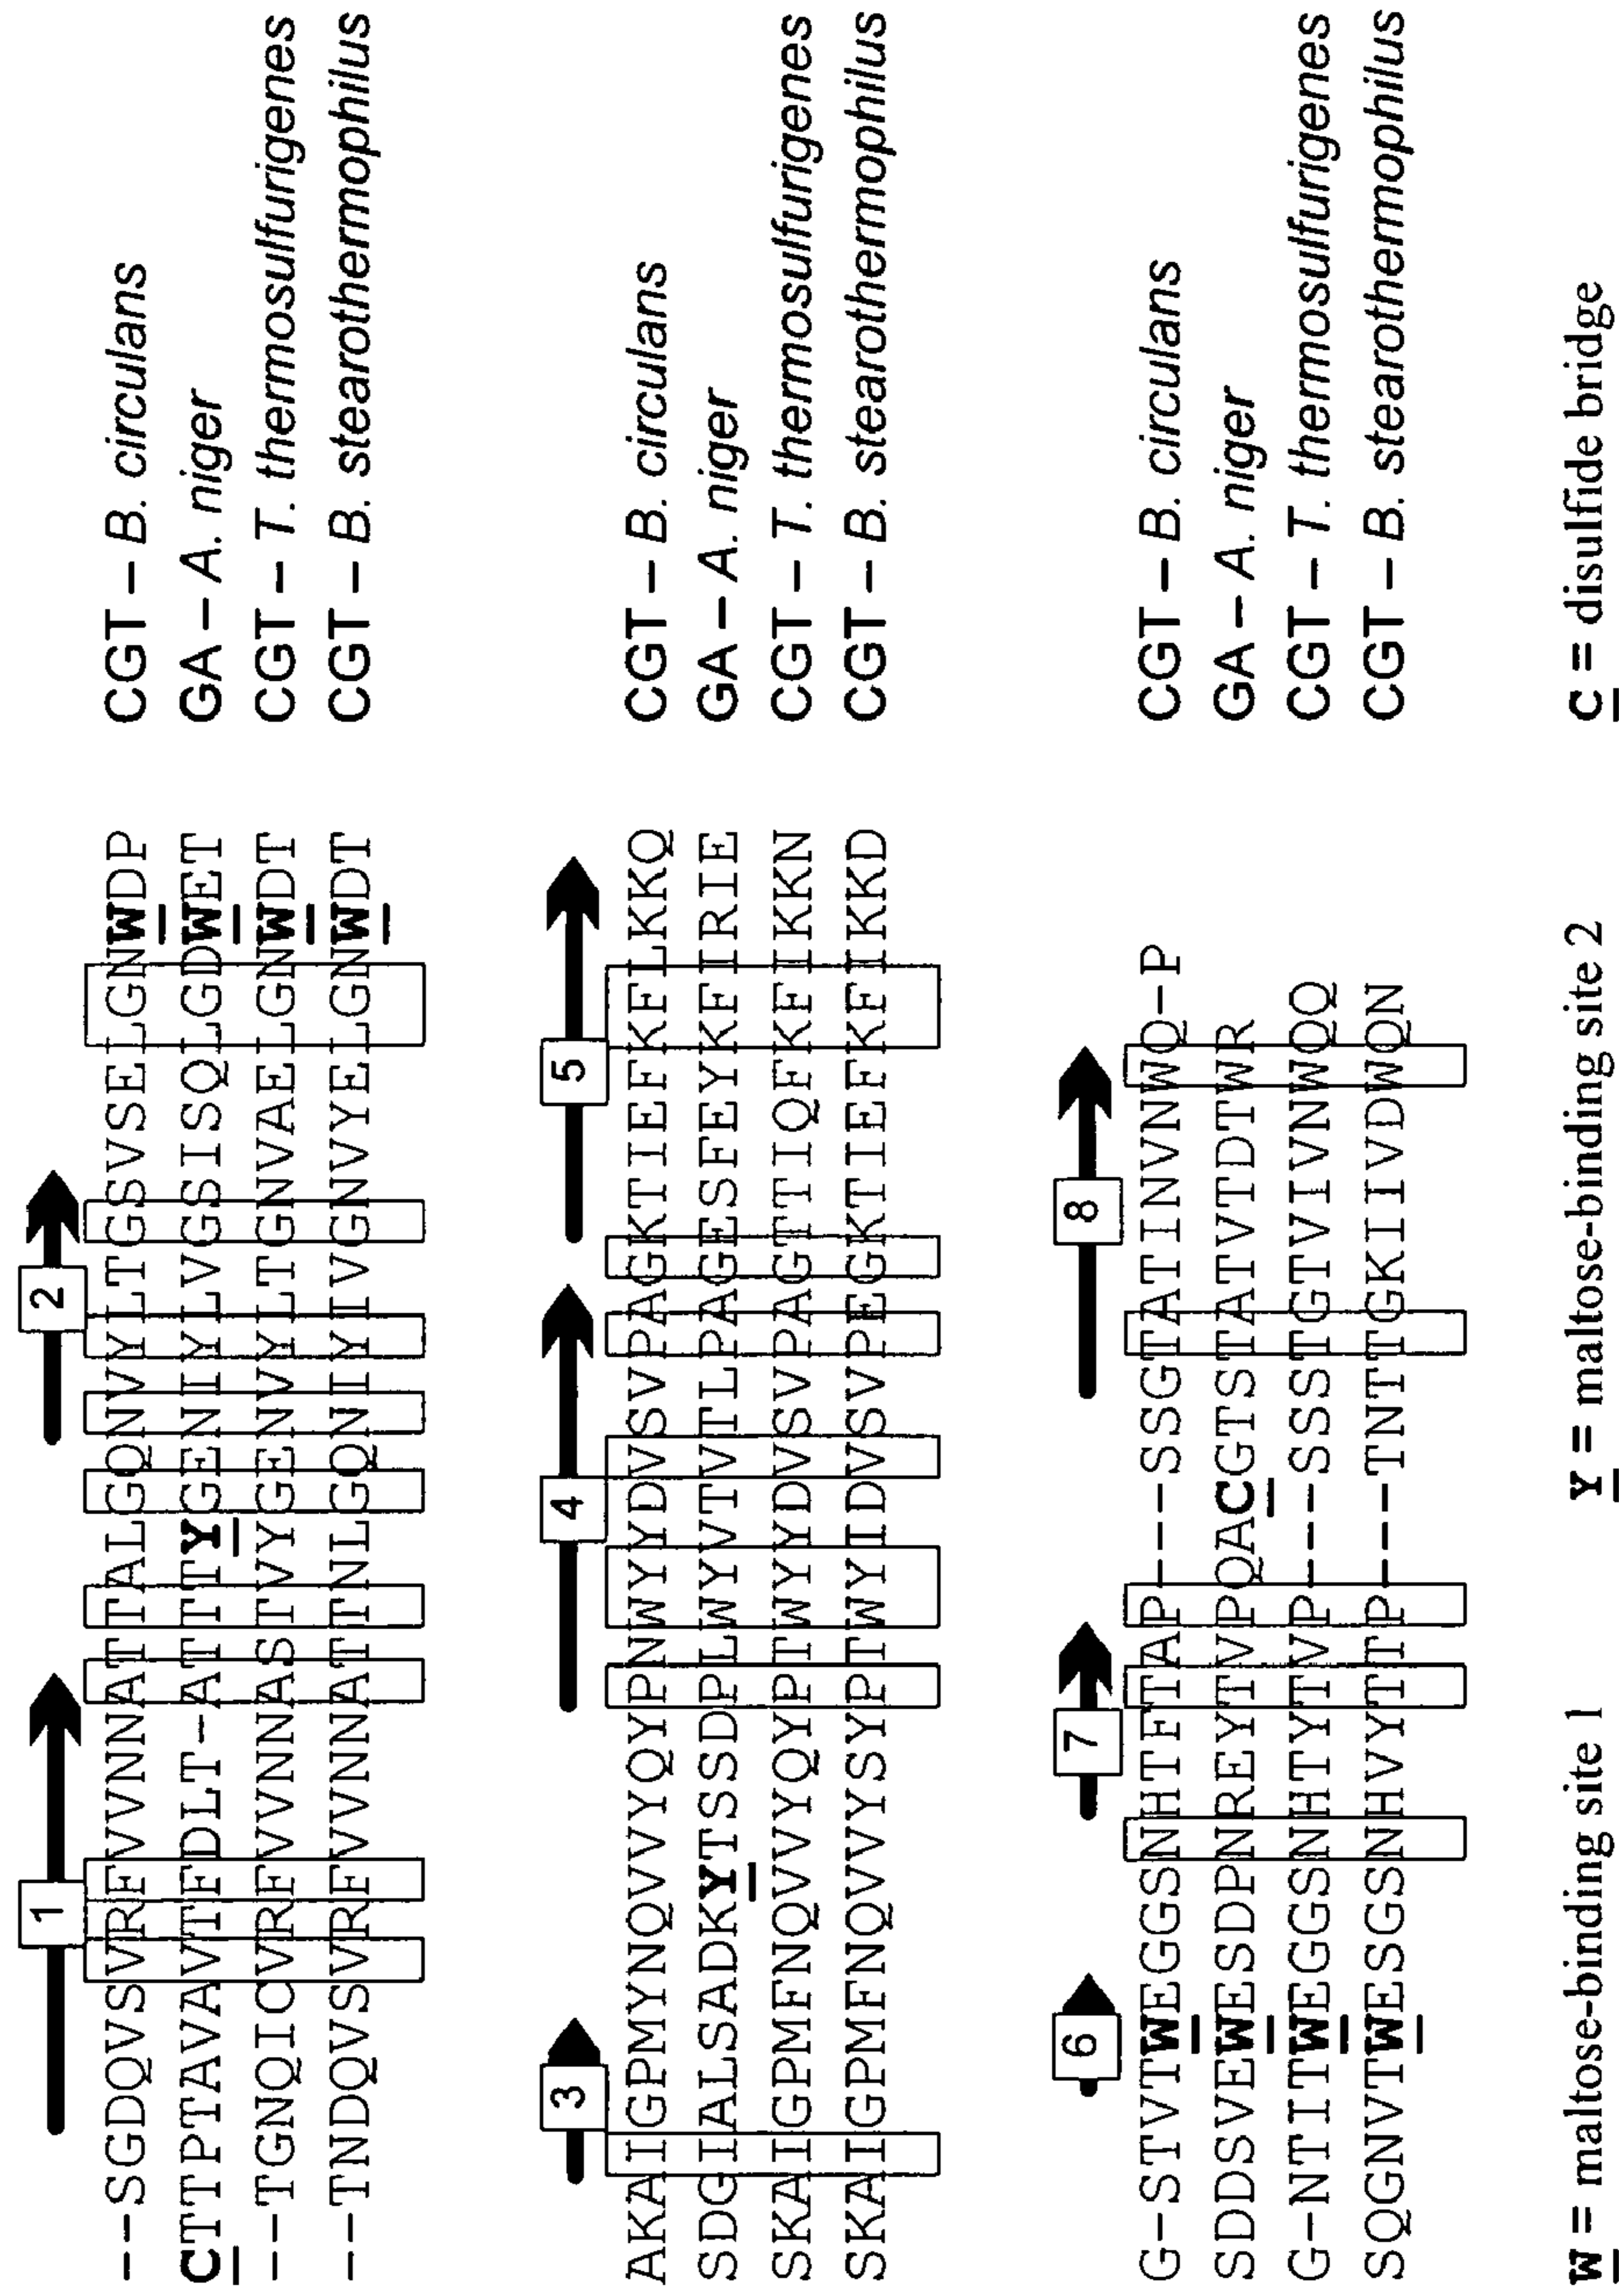 1 2
--SGDQVSVRFVVNNATTALGQNVYLTGSVSELGNWDP CGT – B. circulans
CTTPTAVAVTFDLT-ATTTYGENIYLVGSISQLGDWET GA – A. niger
--TGNQICVRFVVNNASTVYGENVYLTGNVAELGNWDT CGT – T. thermosulfurigenes
--TNDQVSVRFVVNNATTNLGQNIYIVGNVYELGNWDT CGT – B. stearothermophilus
3 4 5
AKAIGPMYNQVVYQYPNWYYDVSVPAGKTIEFKFLKKQ CGT – B. circulans
SDGIALSADKYTSSDPLWYVTVTLPAGESFEYKFIRIE GA – A. niger
SKAIGPMFNQVVYQYPTWYYDVSVPAGTTIQFKFIKKN CGT – T. thermosulfurigenes
SKAIGPMFNQVVYSYPTWYIDVSVPEGKTIEFKFIKKD CGT – B. stearothermophilus
6 7 8
G-STVTWEGGSNHTFTAP---SSGTATINVNWQ-P CGT – B. circulans
SDDSVEWESDPNREYTVPQACGTSTATVTDTWR GA – A. niger
G-NTITWEGGSNHTYTVP---SSSTGTVIVNWQQ CGT – T. thermosulfurigenes
SQGNVTWESGSNHVYTTP---TNTTGKIIVDWQN CGT – B. stearothermophilus
W = maltose-binding site 1 Y = maltose-binding site 2 C = disulfide bridge